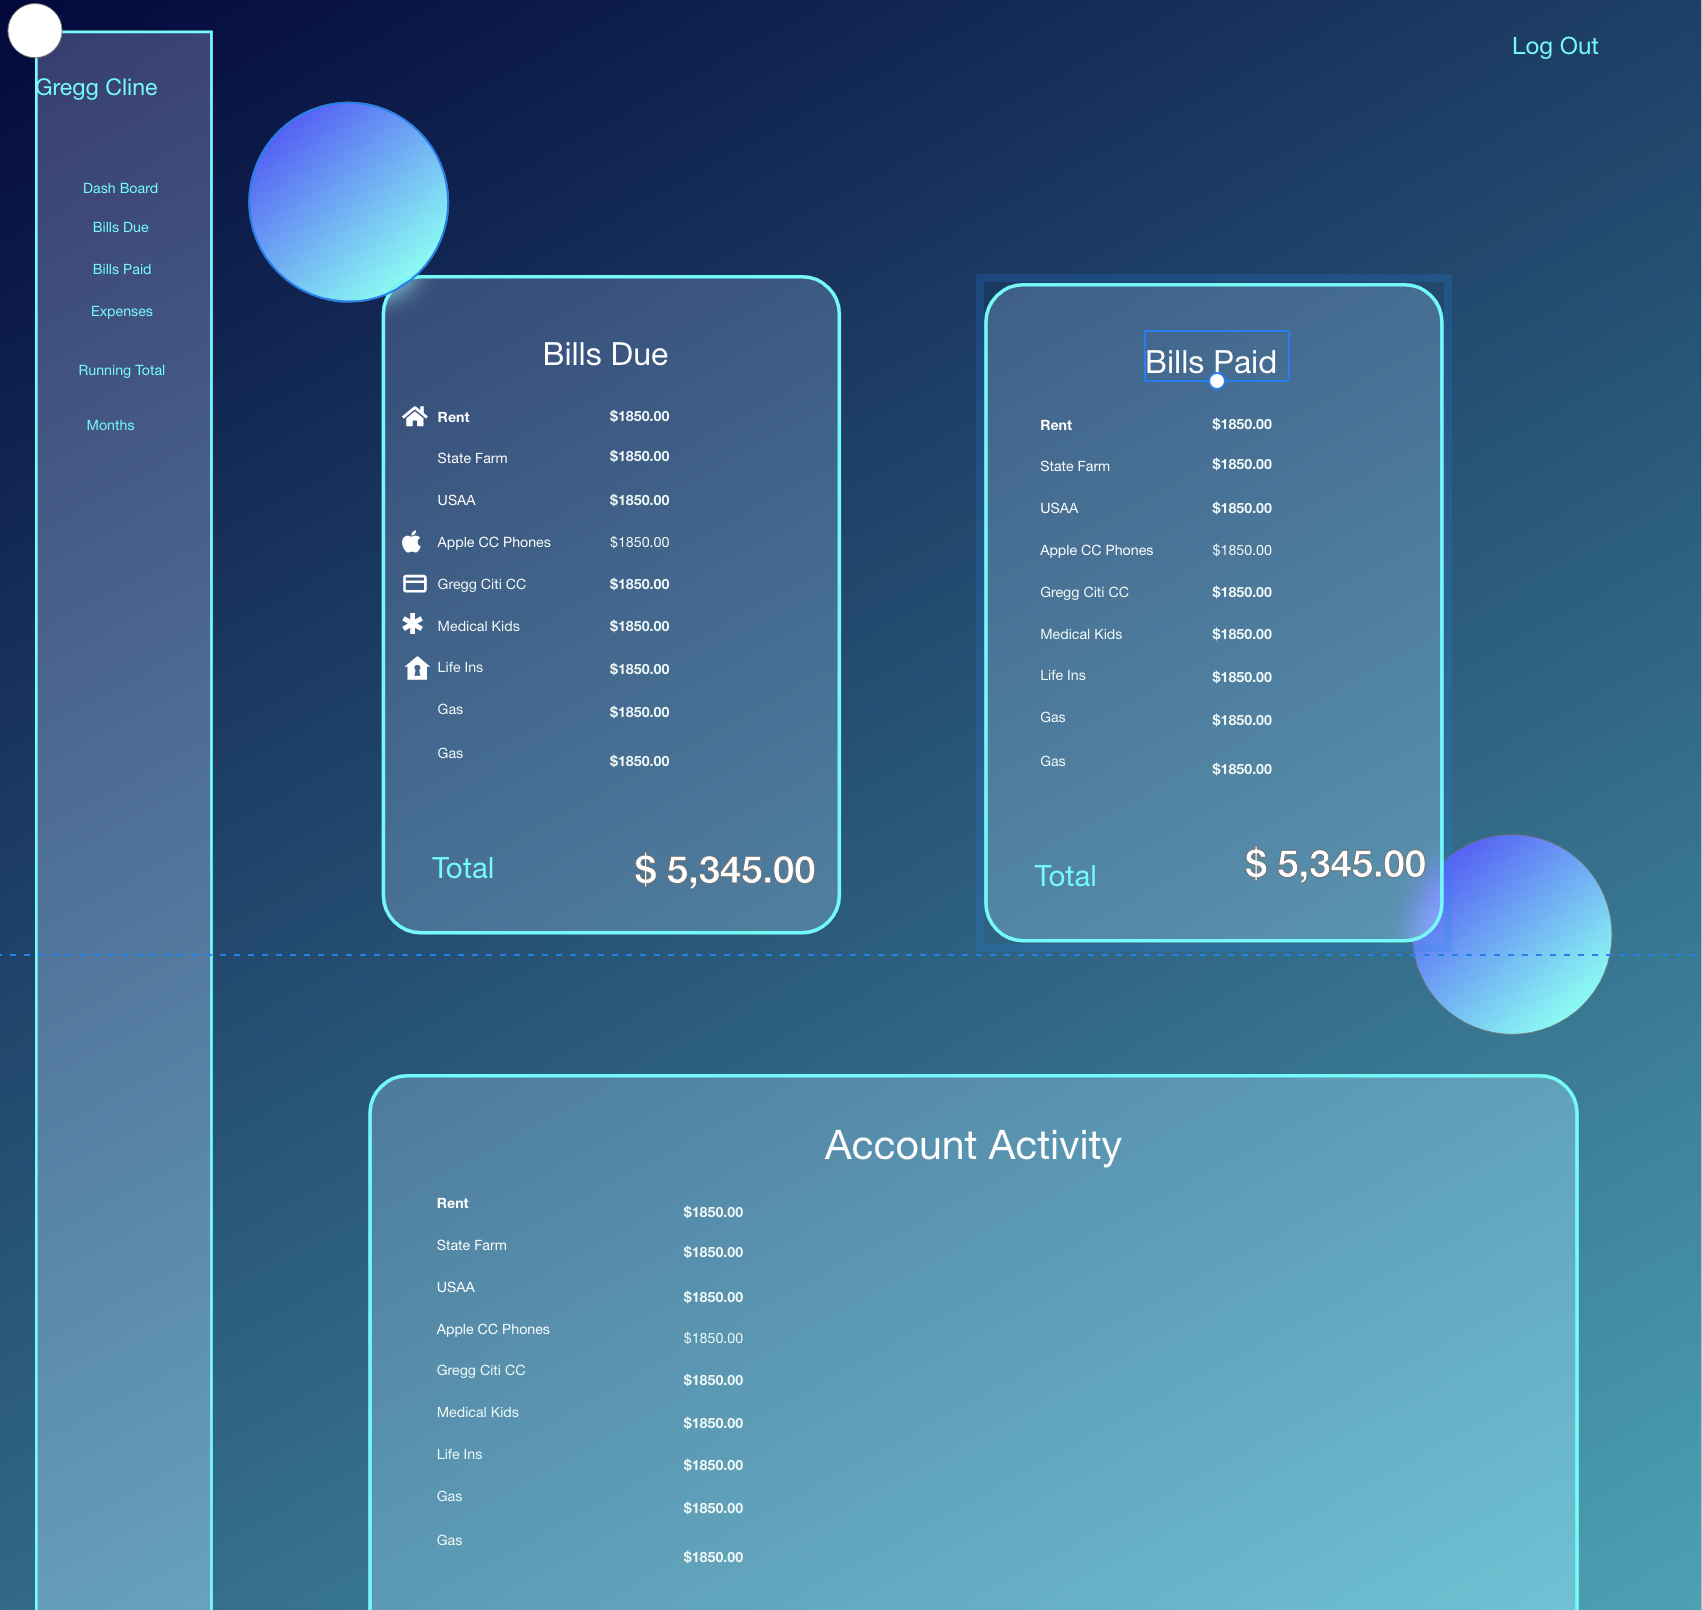 Log Out
Gregg Cline
Dash Board
Bills Due
Bills Paid
Expenses
Running Total
Months
Bills Due
Rent $1850.00
State Farm $1850.00
USAA $1850.00
Apple CC Phones $1850.00
Gregg Citi CC $1850.00
Medical Kids $1850.00
Life Ins $1850.00
Gas $1850.00
Gas $1850.00
Total $ 5,345.00
Bills Paid
Rent $1850.00
State Farm $1850.00
USAA $1850.00
Apple CC Phones $1850.00
Gregg Citi CC $1850.00
Medical Kids $1850.00
Life Ins $1850.00
Gas $1850.00
Gas $1850.00
Total $ 5,345.00
Account Activity
Rent $1850.00
State Farm $1850.00
USAA $1850.00
Apple CC Phones $1850.00
Gregg Citi CC $1850.00
Medical Kids $1850.00
Life Ins $1850.00
Gas $1850.00
Gas $1850.00